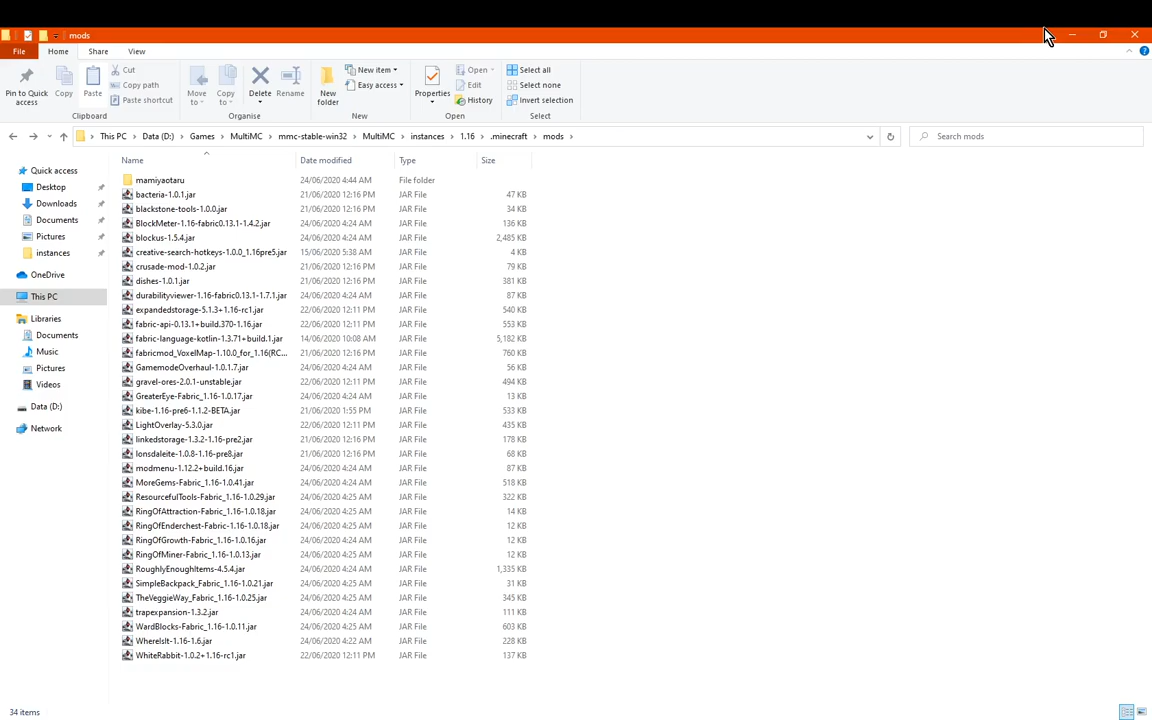 mods
File Home Share View
Pin to Quick access
Copy
Paste
Cut
Copy path
Paste shortcut
Clipboard
Move to
Copy to
Delete
Rename
Organise
New folder
New item
Easy access
New
Properties
Open
Edit
History
Open
Select all
Select none
Invert selection
Select
This PC Data (D:) Games MultiMC mmc-stable-win32 MultiMC instances 1.16 .minecraft mods
Search mods
Quick access
Desktop
Downloads
Documents
Pictures
instances
OneDrive
This PC
Libraries
Documents
Music
Pictures
Videos
Data (D:)
Network
Name Date modified Type Size
mamiyaotaru 24/06/2020 4:44 AM File folder
bacteria-1.0.1.jar 21/06/2020 12:16 PM JAR File 47 KB
blackstone-tools-1.0.0.jar 21/06/2020 12:16 PM JAR File 34 KB
BlockMeter-1.16-fabric0.13.1-1.4.2.jar 24/06/2020 4:24 AM JAR File 136 KB
blockus-1.5.4.jar 24/06/2020 4:24 AM JAR File 2,485 KB
creative-search-hotkeys-1.0.0_1.16pre5.jar 15/06/2020 5:38 AM JAR File 4 KB
crusade-mod-1.0.2.jar 21/06/2020 12:16 PM JAR File 79 KB
dishes-1.0.1.jar 21/06/2020 12:16 PM JAR File 381 KB
durabilityviewer-1.16-fabric0.13.1-1.7.1.jar 24/06/2020 4:24 AM JAR File 87 KB
expandedstorage-5.1.3+1.16-rc1.jar 22/06/2020 12:11 PM JAR File 540 KB
fabric-api-0.13.1+build.370-1.16.jar 22/06/2020 12:11 PM JAR File 553 KB
fabric-language-kotlin-1.3.71+build.1.jar 14/06/2020 10:08 AM JAR File 5,182 KB
fabricmod_VoxelMap-1.10.0_for_1.16(RC... 21/06/2020 12:16 PM JAR File 760 KB
GamemodeOverhaul-1.0.1.7.jar 24/06/2020 4:24 AM JAR File 56 KB
gravel-ores-2.0.1-unstable.jar 22/06/2020 12:11 PM JAR File 494 KB
GreaterEye-Fabric_1.16-1.0.17.jar 24/06/2020 4:24 AM JAR File 13 KB
kibe-1.16-pre6-1.1.2-BETA.jar 21/06/2020 1:55 PM JAR File 533 KB
LightOverlay-5.3.0.jar 22/06/2020 12:11 PM JAR File 435 KB
linkedstorage-1.3.2-1.16-pre2.jar 21/06/2020 12:16 PM JAR File 178 KB
lonsdaleite-1.0.8-1.16-pre8.jar 21/06/2020 12:16 PM JAR File 68 KB
modmenu-1.12.2+build.16.jar 24/06/2020 4:24 AM JAR File 87 KB
MoreGems-Fabric_1.16-1.0.41.jar 24/06/2020 4:24 AM JAR File 518 KB
ResourcefulTools-Fabric_1.16-1.0.29.jar 24/06/2020 4:25 AM JAR File 322 KB
RingOfAttraction-Fabric_1.16-1.0.18.jar 24/06/2020 4:25 AM JAR File 14 KB
RingOfEnderchest-Fabric-1.16-1.0.18.jar 24/06/2020 4:25 AM JAR File 12 KB
RingOfGrowth-Fabric_1.16-1.0.16.jar 24/06/2020 4:25 AM JAR File 12 KB
RingOfMiner-Fabric_1.16-1.0.13.jar 24/06/2020 4:25 AM JAR File 12 KB
RoughlyEnoughItems-4.5.4.jar 24/06/2020 4:24 AM JAR File 1,335 KB
SimpleBackpack_Fabric_1.16-1.0.21.jar 24/06/2020 4:25 AM JAR File 31 KB
TheVeggieWay_Fabric_1.16-1.0.25.jar 24/06/2020 4:25 AM JAR File 345 KB
trapexpansion-1.3.2.jar 24/06/2020 4:24 AM JAR File 111 KB
WardBlocks-Fabric_1.16-1.0.11.jar 24/06/2020 4:25 AM JAR File 603 KB
WhereIsIt-1.16-1.6.jar 24/06/2020 4:22 AM JAR File 228 KB
WhiteRabbit-1.0.2+1.16-rc1.jar 22/06/2020 12:11 PM JAR File 137 KB
34 items